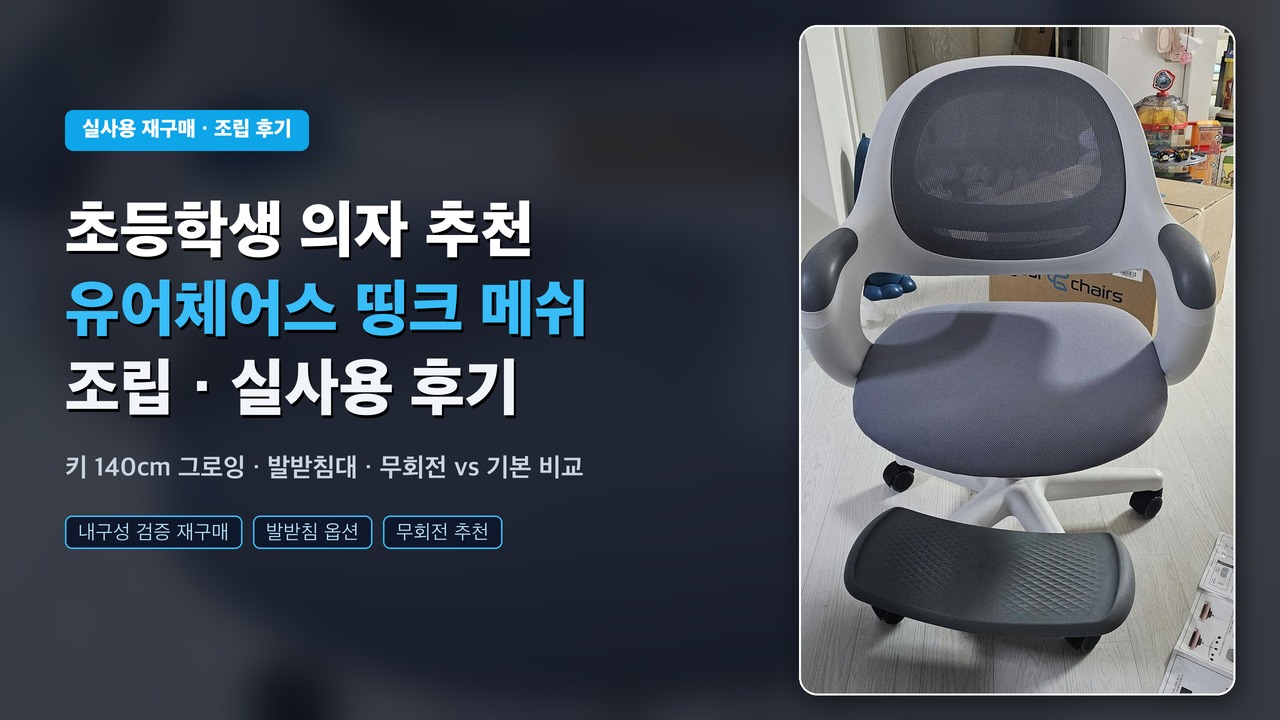 실사용 재구매 · 조립 후기
초등학생 의자 추천
유어체어스 띵크 메쉬
조립 · 실사용 후기
키 140cm 그로잉 · 발받침대 · 무회전 vs 기본 비교
내구성 검증 재구매
발받침 옵션
무회전 추천
chairs